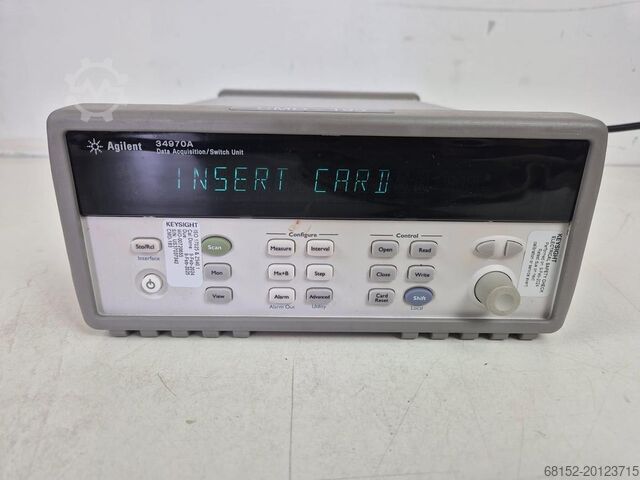 Agilent
34970A
Data Acquisition/Switch Unit
INSERT CARD
Configure
Control
Sto/Rcl
Interface
KEYSIGHT
Scan
Measure
Interval
Open
Read
Mon
Mx+B
Step
Close
Write
View
Alarm
Advanced
Card
Reset
Shift
Alarm Out
Utility
Local
KEYSIGHT
68152-20123715